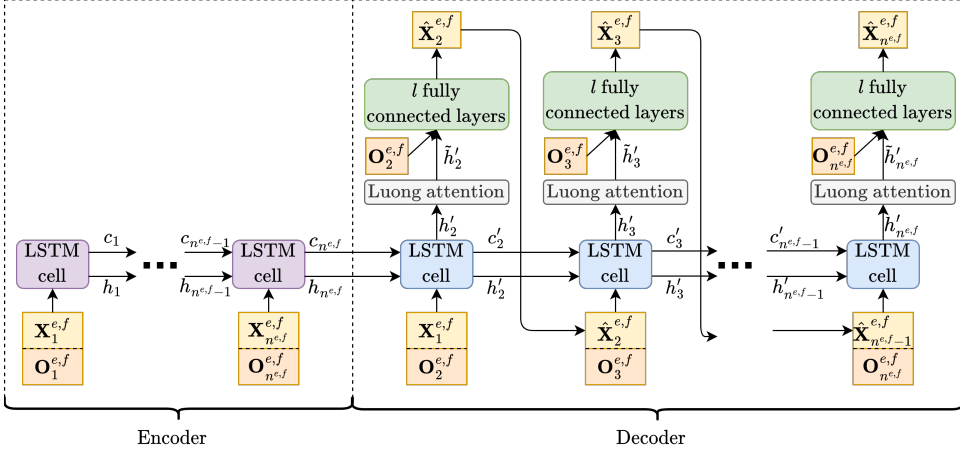 X̂₂^{e,f} X̂₃^{e,f} X̂_{n^{e,f}}^{e,f}
l fully l fully l fully
connected layers connected layers connected layers
O₂^{e,f} h̃′₂ O₃^{e,f} h̃′₃ O_{n^{e,f}}^{e,f} h̃′_{n^{e,f}}
Luong attention Luong attention Luong attention
h′₂ h′₃ h′_{n^{e,f}}
c₁ c_{n^{e,f}−1} c_{n^{e,f}} c′₂ c′₃ c′_{n^{e,f}−1}
LSTM LSTM LSTM LSTM LSTM
cell cell cell cell cell
h₁ h_{n^{e,f}−1} h_{n^{e,f}} h′₂ h′₃ h′_{n^{e,f}−1}
X₁^{e,f} X_{n^{e,f}}^{e,f} X₁^{e,f} X̂₂^{e,f} X̂_{n^{e,f}−1}^{e,f}
O₁^{e,f} O_{n^{e,f}}^{e,f} O₂^{e,f} O₃^{e,f} O_{n^{e,f}}^{e,f}
Encoder Decoder